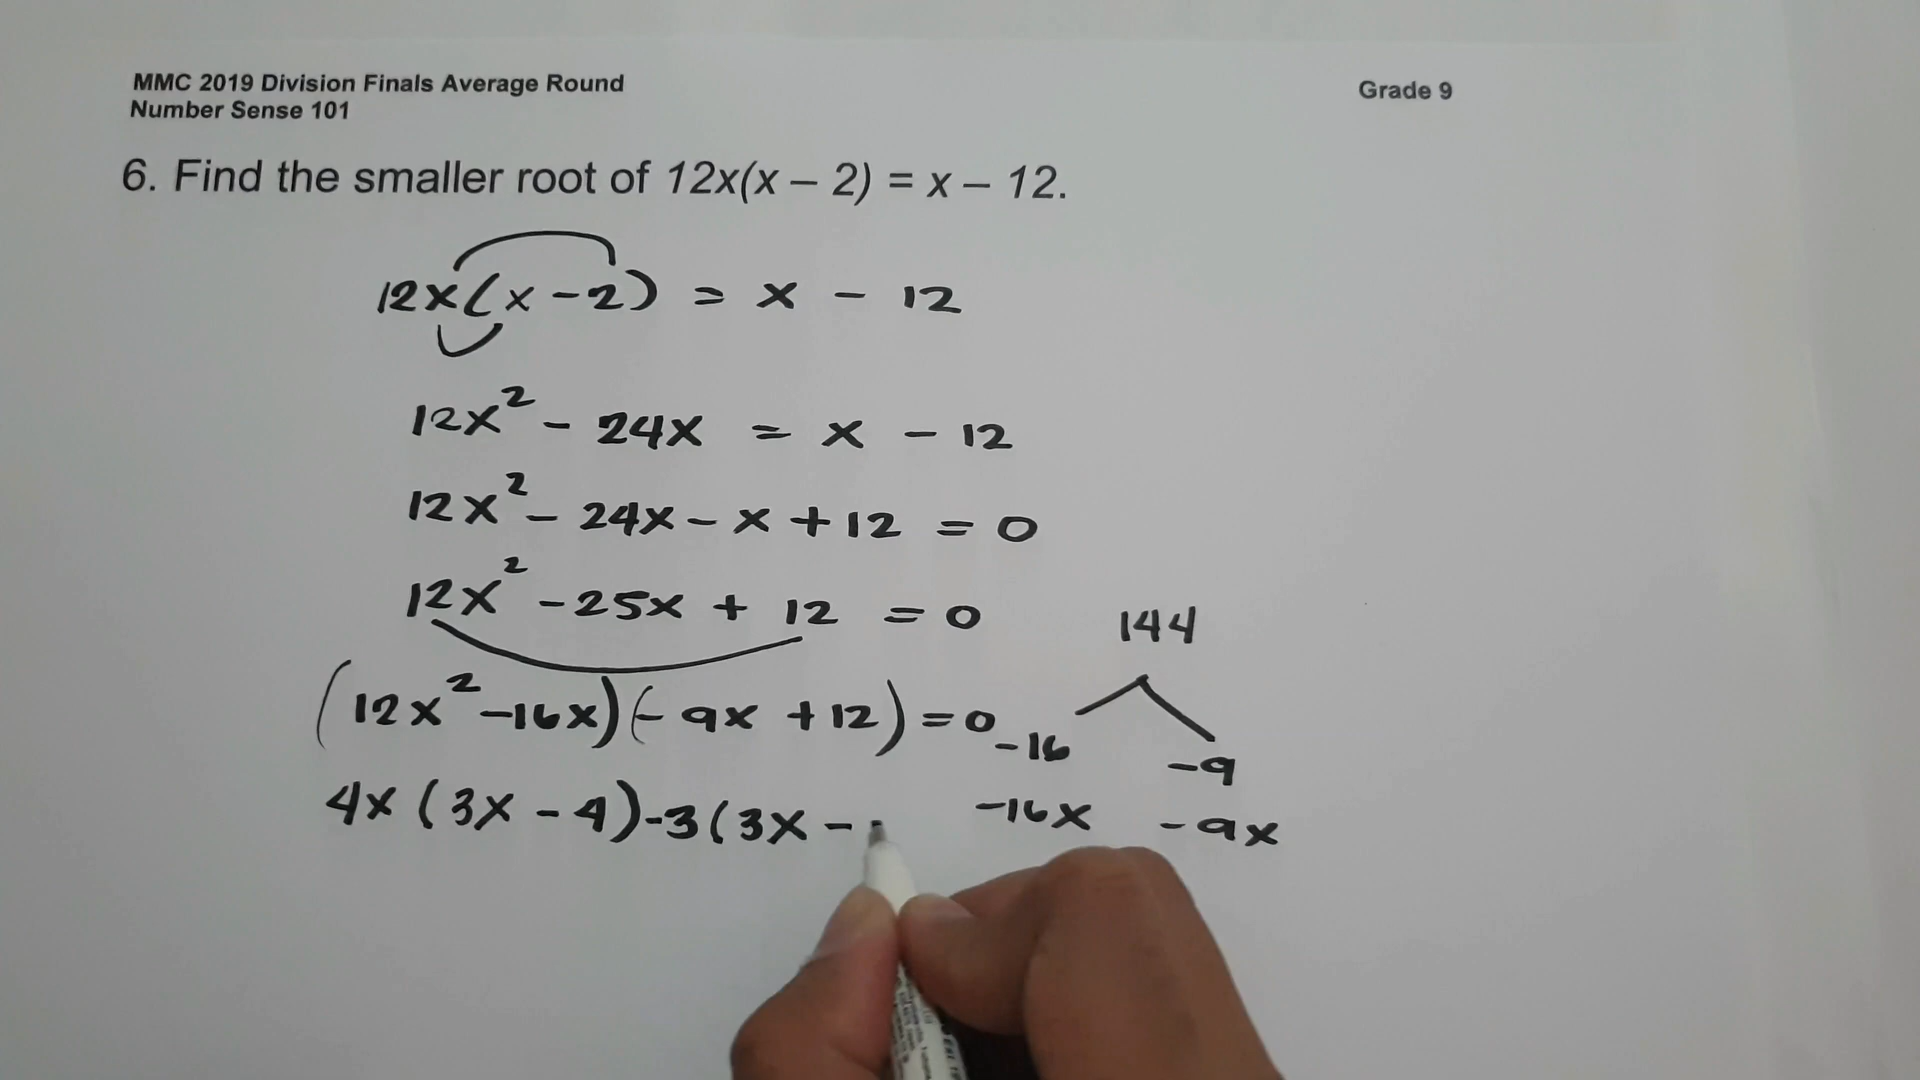 MMC 2019 Division Finals Average Round
Grade 9
Number Sense 101
6. Find the smaller root of 12x(x – 2) = x – 12.
12x(x - 2) = x - 12
12x² - 24x = x - 12
12x² - 24x - x + 12 = 0
12x² - 25x + 12 = 0
144
(12x² - 16x)(- 9x + 12) = 0
-16
-9
4x(3x - 4) - 3(3x -
-16x
-9x